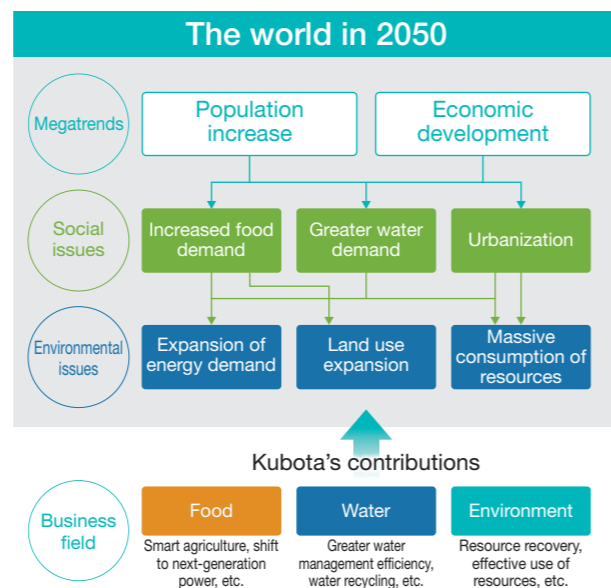 The world in 2050
Megatrends
Population
increase
Economic
development
Social
issues
Increased food
demand
Greater water
demand
Urbanization
Environmental
issues
Expansion of
energy demand
Land use
expansion
Massive
consumption of
resources
Kubota's contributions
Business
field
Food
Smart agriculture, shift
to next-generation
power, etc.
Water
Greater water
management efficiency,
water recycling, etc.
Environment
Resource recovery,
effective use of
resources, etc.